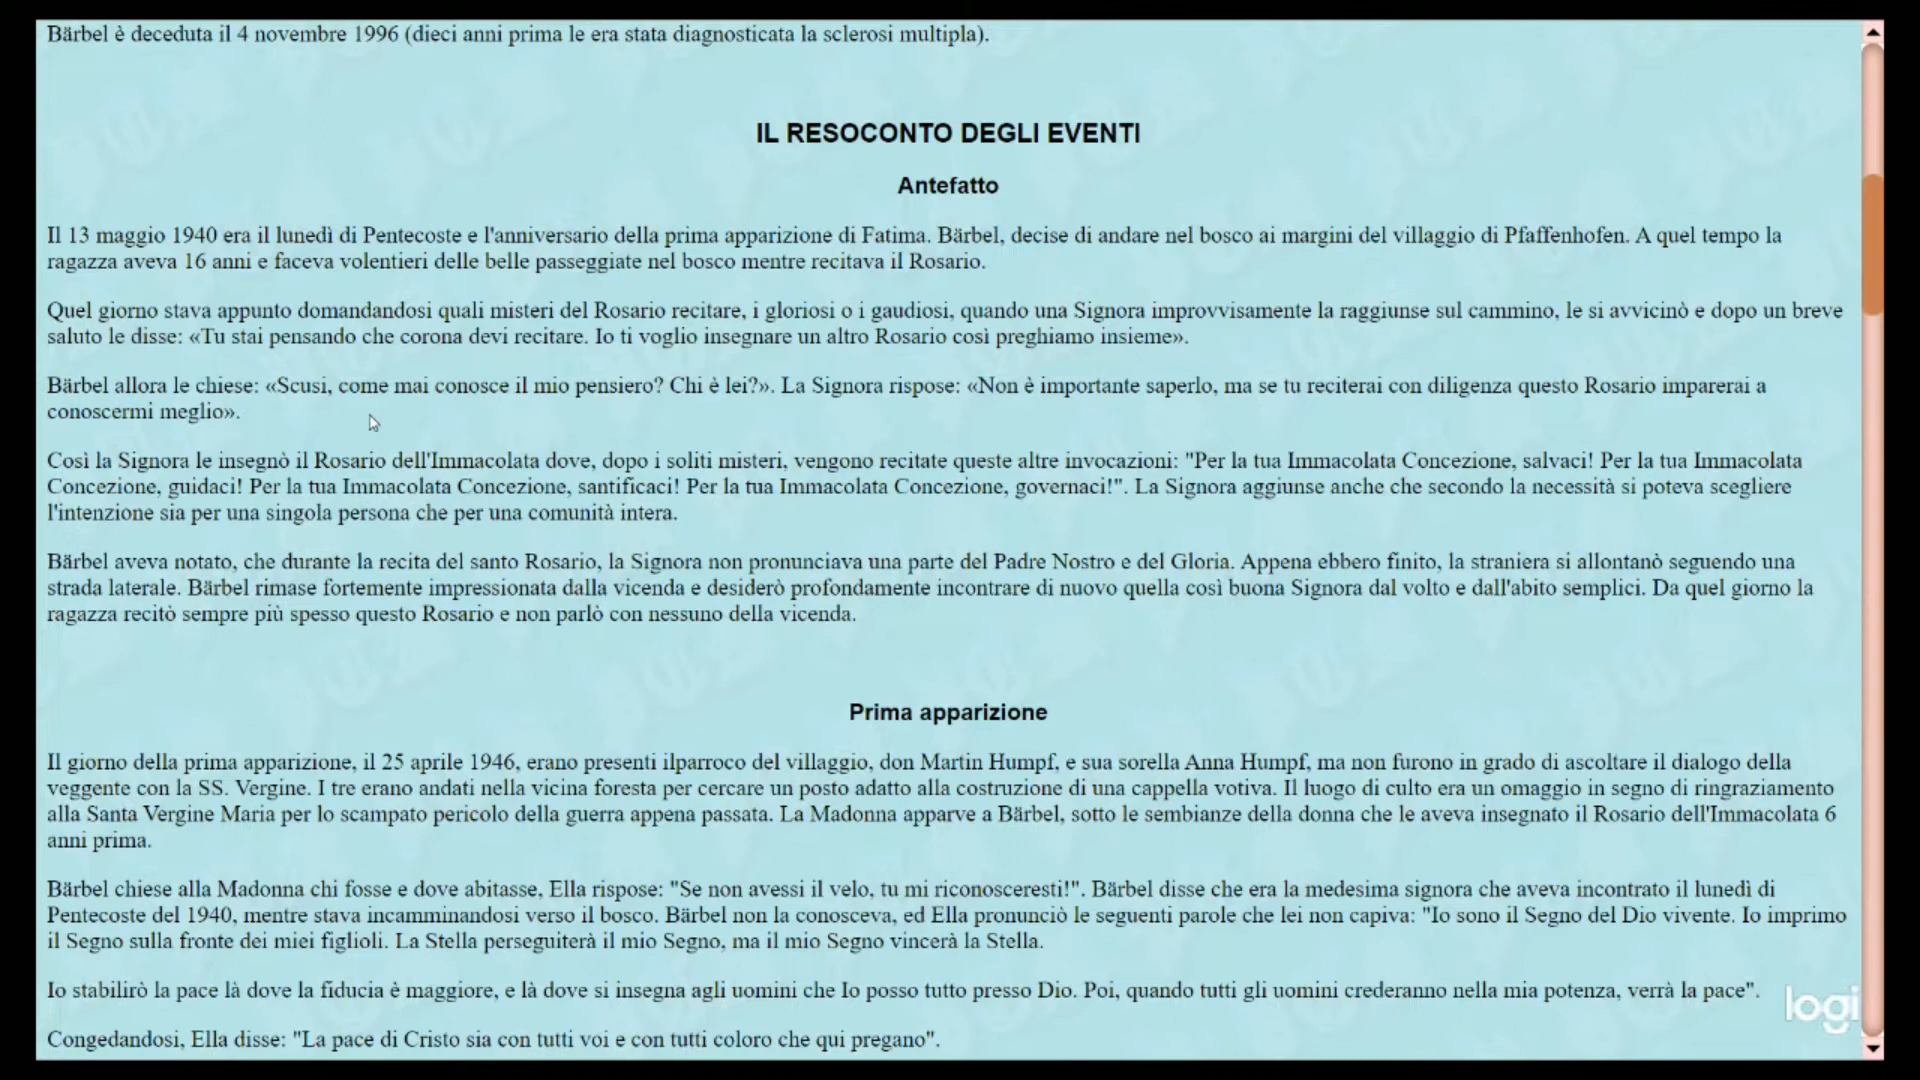 Bärbel è deceduta il 4 novembre 1996 (dieci anni prima le era stata diagnosticata la sclerosi multipla).
IL RESOCONTO DEGLI EVENTI
Antefatto
Il 13 maggio 1940 era il lunedì di Pentecoste e l'anniversario della prima apparizione di Fatima. Bärbel, decise di andare nel bosco ai margini del villaggio di Pfaffenhofen. A quel tempo la
ragazza aveva 16 anni e faceva volentieri delle belle passeggiate nel bosco mentre recitava il Rosario.
Quel giorno stava appunto domandandosi quali misteri del Rosario recitare, i gloriosi o i gaudiosi, quando una Signora improvvisamente la raggiunse sul cammino, le si avvicinò e dopo un breve
saluto le disse: «Tu stai pensando che corona devi recitare. Io ti voglio insegnare un altro Rosario così preghiamo insieme».
Bärbel allora le chiese: «Scusi, come mai conosce il mio pensiero? Chi è lei?». La Signora rispose: «Non è importante saperlo, ma se tu reciterai con diligenza questo Rosario imparerai a
conoscermi meglio».
Così la Signora le insegnò il Rosario dell'Immacolata dove, dopo i soliti misteri, vengono recitate queste altre invocazioni: "Per la tua Immacolata Concezione, salvaci! Per la tua Immacolata
Concezione, guidaci! Per la tua Immacolata Concezione, santificaci! Per la tua Immacolata Concezione, governaci!". La Signora aggiunse anche che secondo la necessità si poteva scegliere
l'intenzione sia per una singola persona che per una comunità intera.
Bärbel aveva notato, che durante la recita del santo Rosario, la Signora non pronunciava una parte del Padre Nostro e del Gloria. Appena ebbero finito, la straniera si allontanò seguendo una
strada laterale. Bärbel rimase fortemente impressionata dalla vicenda e desiderò profondamente incontrare di nuovo quella così buona Signora dal volto e dall'abito semplici. Da quel giorno la
ragazza recitò sempre più spesso questo Rosario e non parlò con nessuno della vicenda.
Prima apparizione
Il giorno della prima apparizione, il 25 aprile 1946, erano presenti ilparroco del villaggio, don Martin Humpf, e sua sorella Anna Humpf, ma non furono in grado di ascoltare il dialogo della
veggente con la SS. Vergine. I tre erano andati nella vicina foresta per cercare un posto adatto alla costruzione di una cappella votiva. Il luogo di culto era un omaggio in segno di ringraziamento
alla Santa Vergine Maria per lo scampato pericolo della guerra appena passata. La Madonna apparve a Bärbel, sotto le sembianze della donna che le aveva insegnato il Rosario dell'Immacolata 6
anni prima.
Bärbel chiese alla Madonna chi fosse e dove abitasse, Ella rispose: "Se non avessi il velo, tu mi riconosceresti!". Bärbel disse che era la medesima signora che aveva incontrato il lunedì di
Pentecoste del 1940, mentre stava incamminandosi verso il bosco. Bärbel non la conosceva, ed Ella pronunciò le seguenti parole che lei non capiva: "Io sono il Segno del Dio vivente. Io imprimo
il Segno sulla fronte dei miei figlioli. La Stella perseguiterà il mio Segno, ma il mio Segno vincerà la Stella.
Io stabilirò la pace là dove la fiducia è maggiore, e là dove si insegna agli uomini che Io posso tutto presso Dio. Poi, quando tutti gli uomini crederanno nella mia potenza, verrà la pace".
logi
Congedandosi, Ella disse: "La pace di Cristo sia con tutti voi e con tutti coloro che qui pregano".